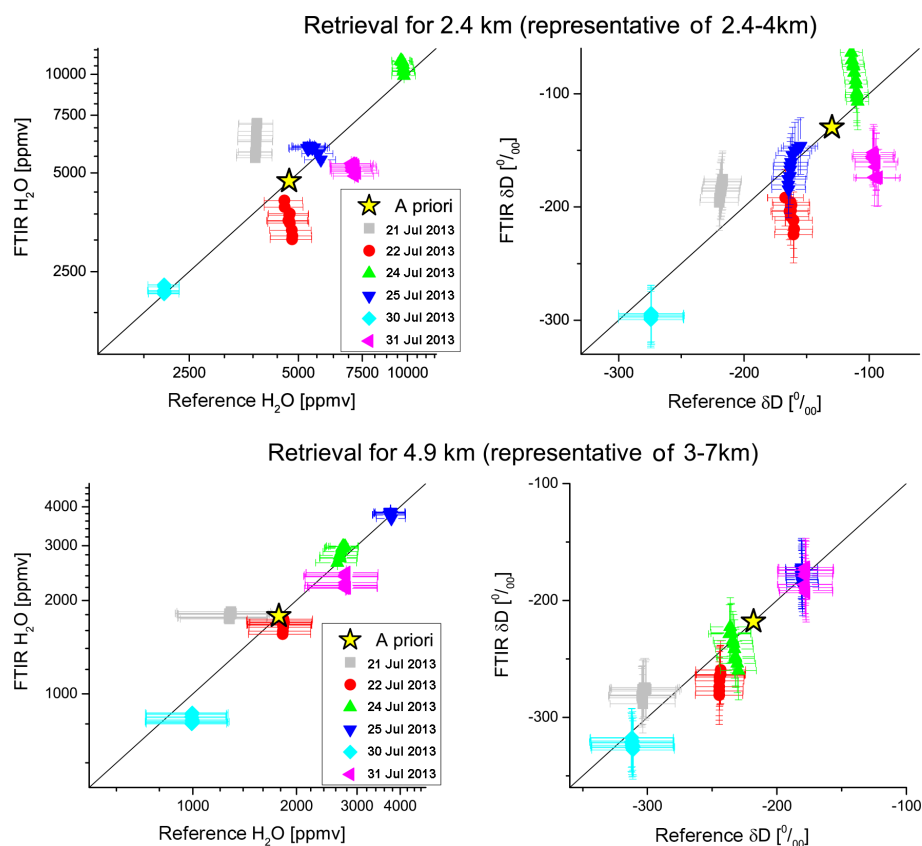 Retrieval for 2.4 km (representative of 2.4-4km)
10000
7500
5000
2500
FTIR H₂O [ppmv]
A priori
21 Jul 2013
22 Jul 2013
24 Jul 2013
25 Jul 2013
30 Jul 2013
31 Jul 2013
2500 5000 7500 10000
Reference H₂O [ppmv]
-100
-200
-300
FTIR δD [⁰/₀₀]
-300 -200 -100
Reference δD [⁰/₀₀]
Retrieval for 4.9 km (representative of 3-7km)
4000
3000
2000
1000
FTIR H₂O [ppmv]
A priori
21 Jul 2013
22 Jul 2013
24 Jul 2013
25 Jul 2013
30 Jul 2013
31 Jul 2013
1000 2000 3000 4000
Reference H₂O [ppmv]
-100
-200
-300
FTIR δD [⁰/₀₀]
-300 -200 -100
Reference δD [⁰/₀₀]